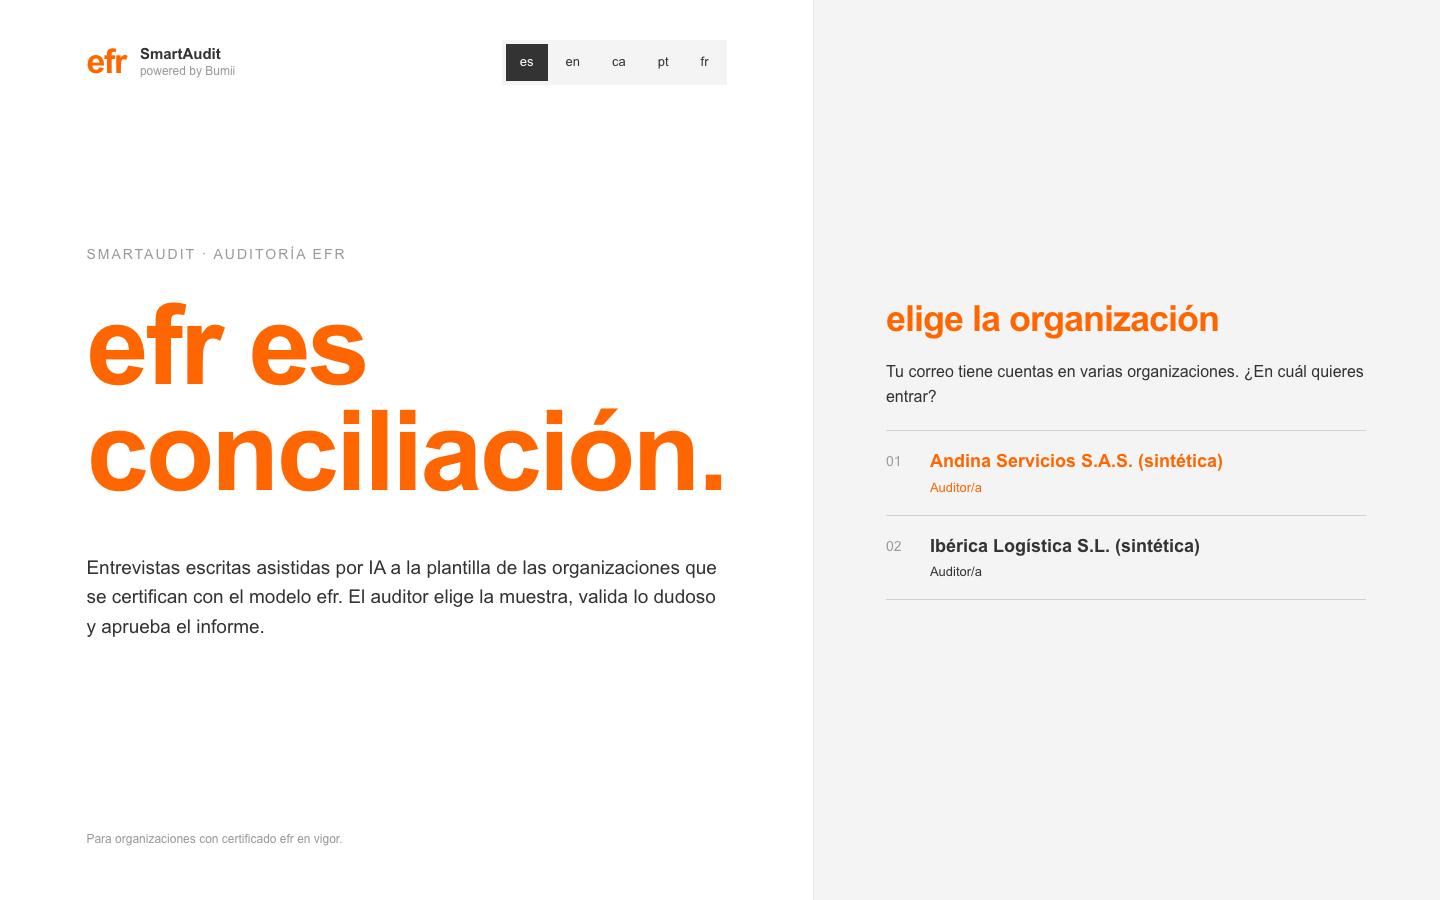 efr
SmartAudit
powered by Bumii
es en ca pt fr
SMARTAUDIT · AUDITORÍA EFR
efr es
conciliación.
Entrevistas escritas asistidas por IA a la plantilla de las organizaciones que
se certifican con el modelo efr. El auditor elige la muestra, valida lo dudoso
y aprueba el informe.
Para organizaciones con certificado efr en vigor.
elige la organización
Tu correo tiene cuentas en varias organizaciones. ¿En cuál quieres
entrar?
01 Andina Servicios S.A.S. (sintética)
Auditor/a
02 Ibérica Logística S.L. (sintética)
Auditor/a